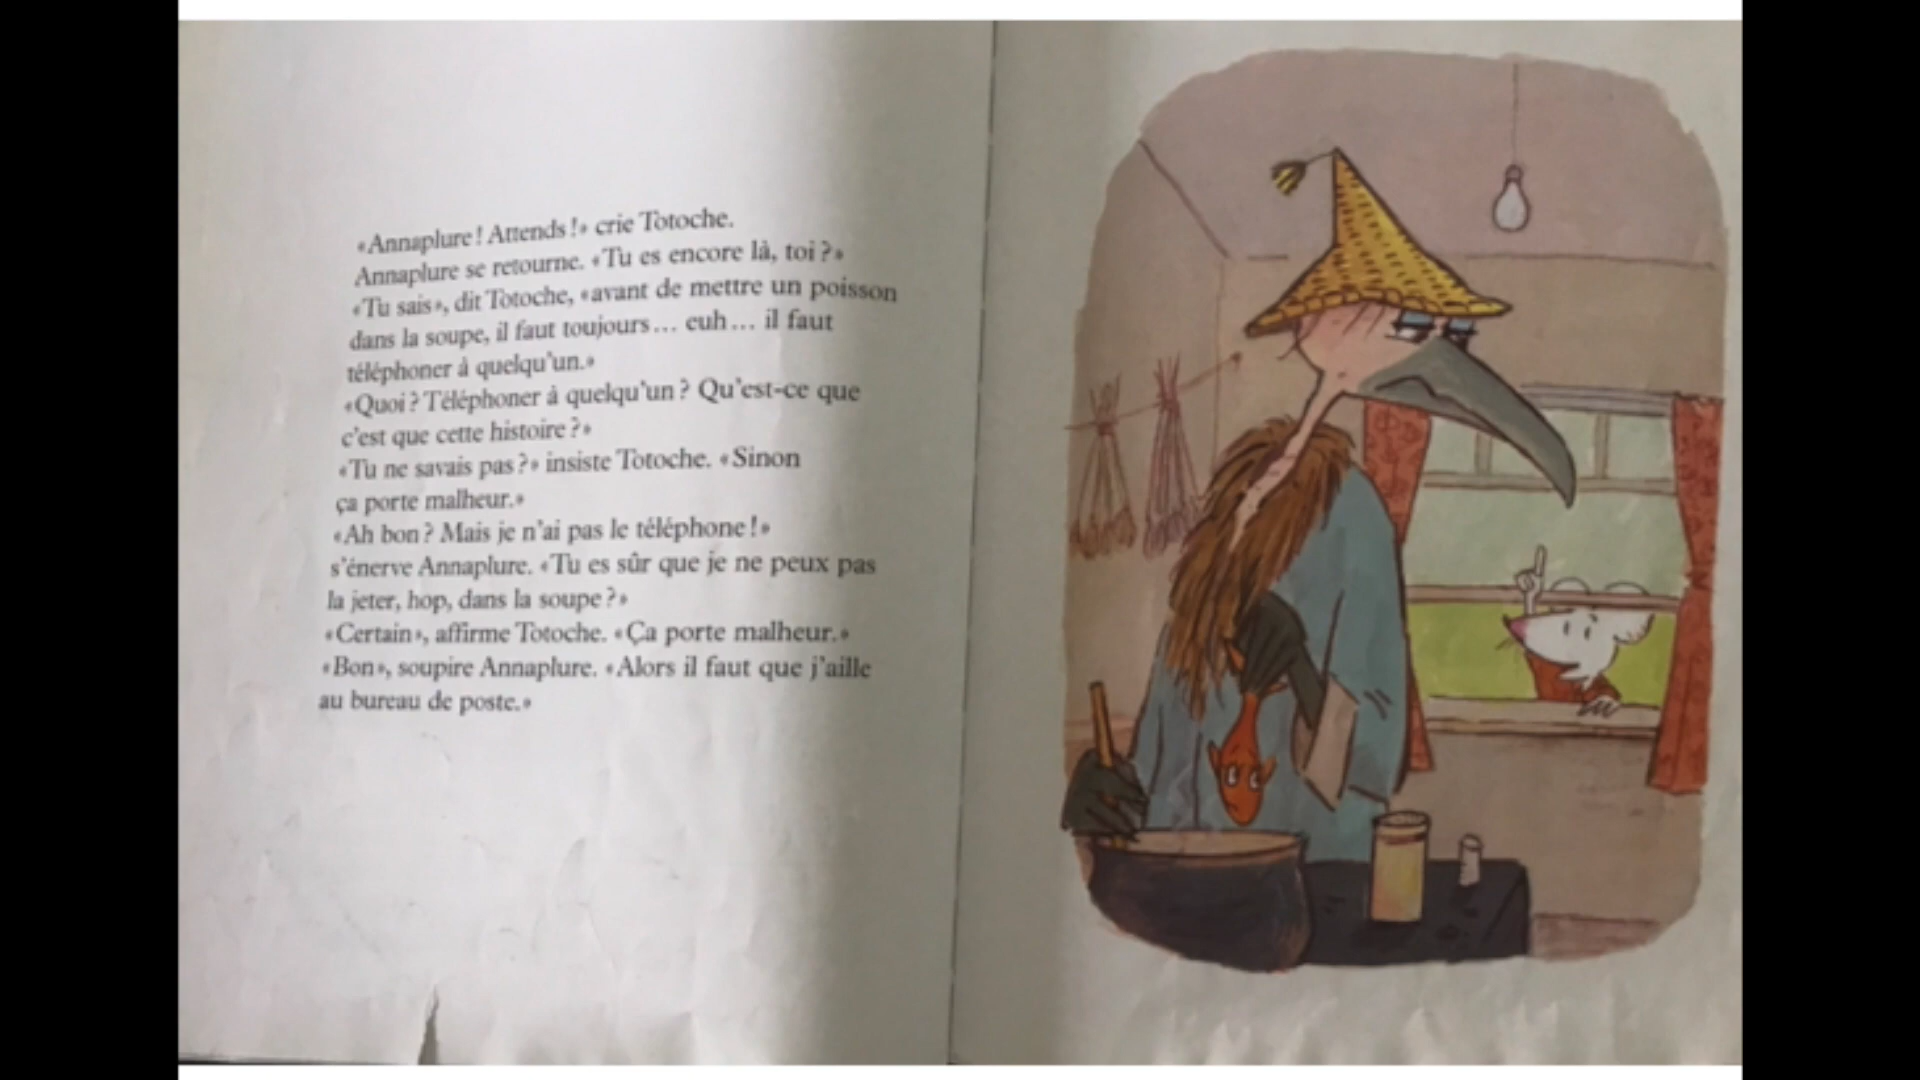 «Annaplure ! Attends !» crie Totoche.
Annaplure se retourne. «Tu es encore là, toi ?»
«Tu sais», dit Totoche, «avant de mettre un poisson
dans la soupe, il faut toujours... euh... il faut
téléphoner à quelqu'un.»
«Quoi ? Téléphoner à quelqu'un ? Qu'est-ce que
c'est que cette histoire ?»
«Tu ne savais pas ?» insiste Totoche. «Sinon
ça porte malheur.»
«Ah bon ? Mais je n'ai pas le téléphone !»
s'énerve Annaplure. «Tu es sûr que je ne peux pas
la jeter, hop, dans la soupe ?»
«Certain», affirme Totoche. «Ça porte malheur.»
«Bon», soupire Annaplure. «Alors il faut que j'aille
au bureau de poste.»